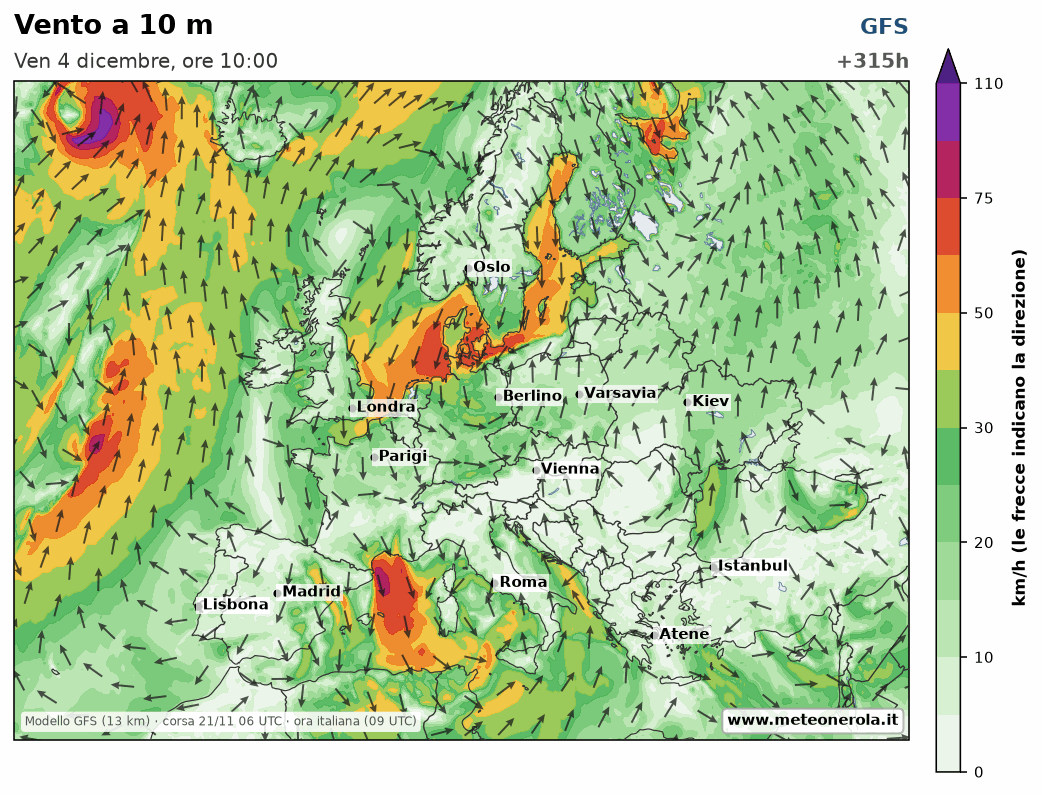 Vento a 10 m
GFS
Ven 4 dicembre, ore 10:00
+315h
110
75
50
30
20
10
0
km/h (le frecce indicano la direzione)
Oslo
Londra
Berlino
Varsavia
Kiev
Parigi
Vienna
Istanbul
Roma
Madrid
Lisbona
Atene
Modello GFS (13 km) · corsa 21/11 06 UTC · ora italiana (09 UTC)
www.meteonerola.it